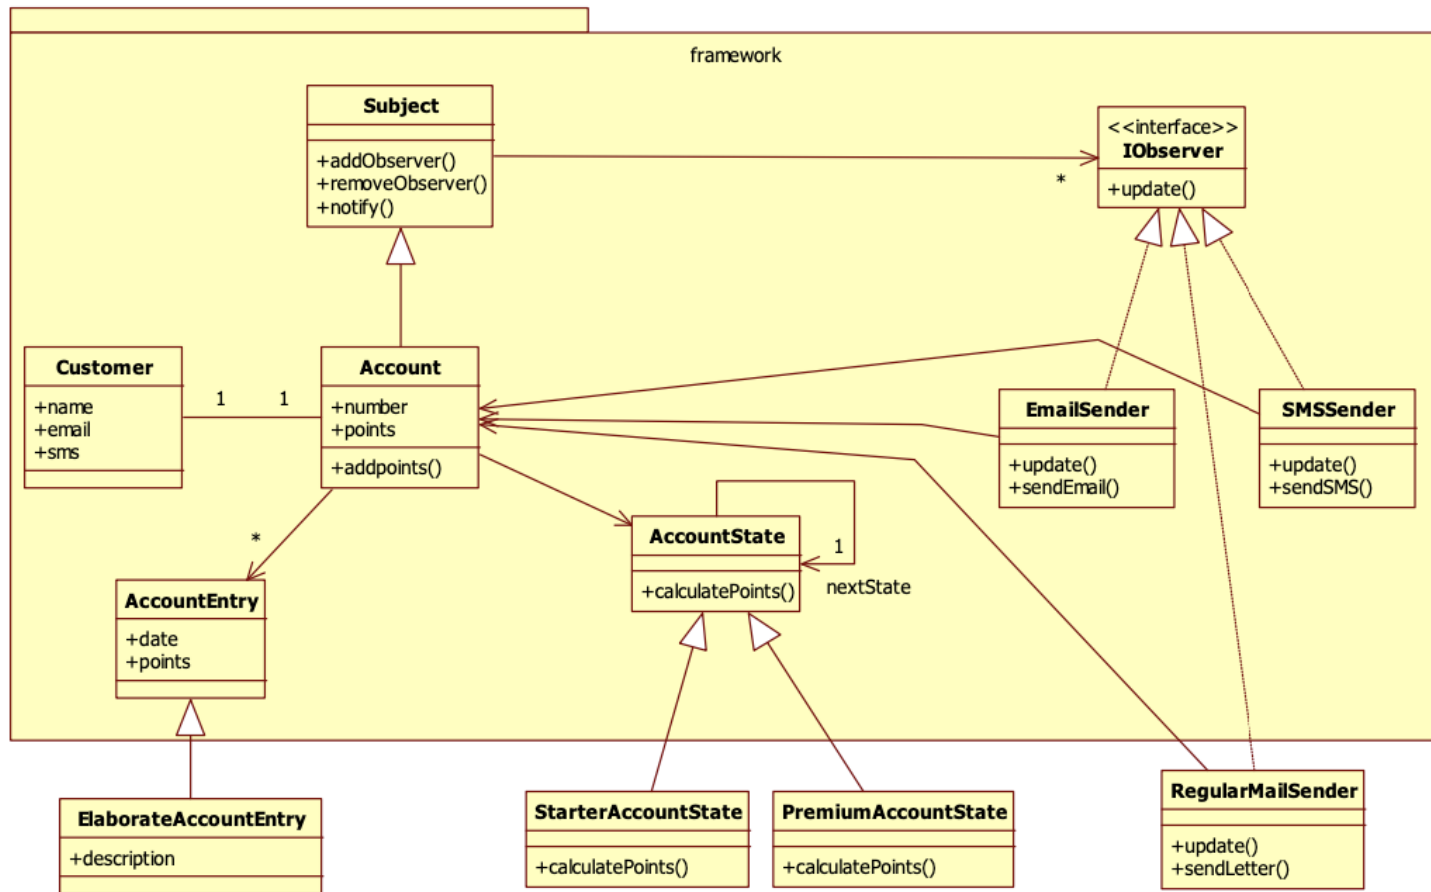 framework
Subject
+addObserver()
+removeObserver()
+notify()
<<interface>>
IObserver
+update()
*
Customer
+name
+email
+sms
1
1
Account
+number
+points
+addpoints()
EmailSender
+update()
+sendEmail()
SMSSender
+update()
+sendSMS()
*
AccountState
+calculatePoints()
1
nextState
AccountEntry
+date
+points
ElaborateAccountEntry
+description
StarterAccountState
+calculatePoints()
PremiumAccountState
+calculatePoints()
RegularMailSender
+update()
+sendLetter()